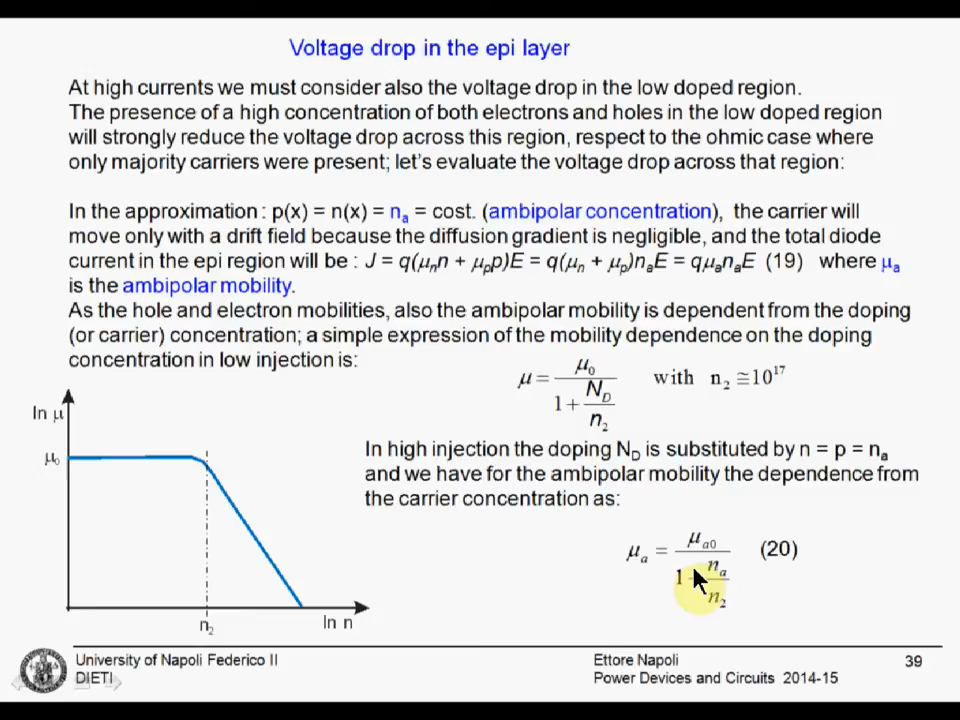 Voltage drop in the epi layer
At high currents we must consider also the voltage drop in the low doped region.
The presence of a high concentration of both electrons and holes in the low doped region
will strongly reduce the voltage drop across this region, respect to the ohmic case where
only majority carriers were present; let's evaluate the voltage drop across that region:
In the approximation : p(x) = n(x) = nₐ = cost. (ambipolar concentration), the carrier will
move only with a drift field because the diffusion gradient is negligible, and the total diode
current in the epi region will be : J = q(μₙn + μₚp)E = q(μₙ + μₚ)nₐE = qμₐnₐE (19) where μₐ
is the ambipolar mobility.
As the hole and electron mobilities, also the ambipolar mobility is dependent from the doping
(or carrier) concentration; a simple expression of the mobility dependence on the doping
concentration in low injection is:
μ = μ₀ / (1 + N_D / n₂) with n₂ ≅ 10¹⁷
ln μ
μ₀
n₂
ln n
In high injection the doping N_D is substituted by n = p = nₐ
and we have for the ambipolar mobility the dependence from
the carrier concentration as:
μₐ = μₐ₀ / (1 + nₐ / n₂) (20)
University of Napoli Federico II
DIETI
Ettore Napoli
Power Devices and Circuits 2014-15
39